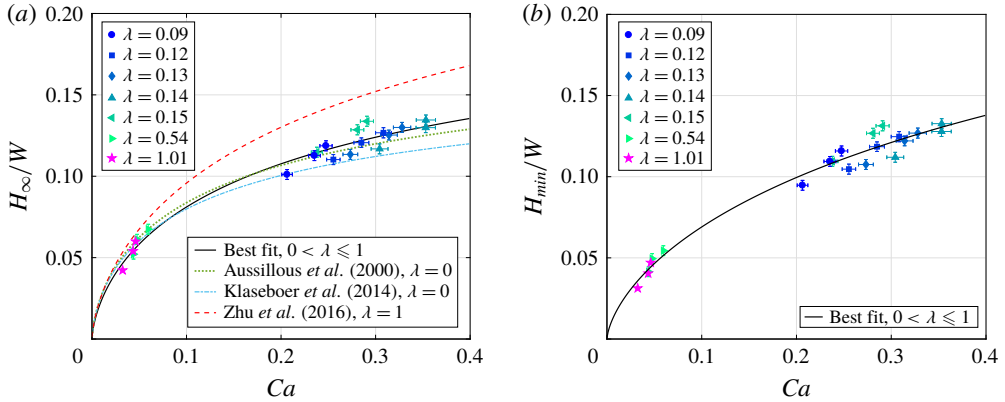 (a)
0.20
0.15
0.10
0.05
0
H∞/W
λ = 0.09
λ = 0.12
λ = 0.13
λ = 0.14
λ = 0.15
λ = 0.54
λ = 1.01
Best fit, 0 < λ ⩽ 1
Aussillous et al. (2000), λ = 0
Klaseboer et al. (2014), λ = 0
Zhu et al. (2016), λ = 1
0.1 0.2 0.3 0.4
Ca
(b)
0.20
0.15
0.10
0.05
0
Hmin/W
λ = 0.09
λ = 0.12
λ = 0.13
λ = 0.14
λ = 0.15
λ = 0.54
λ = 1.01
Best fit, 0 < λ ⩽ 1
0.1 0.2 0.3 0.4
Ca